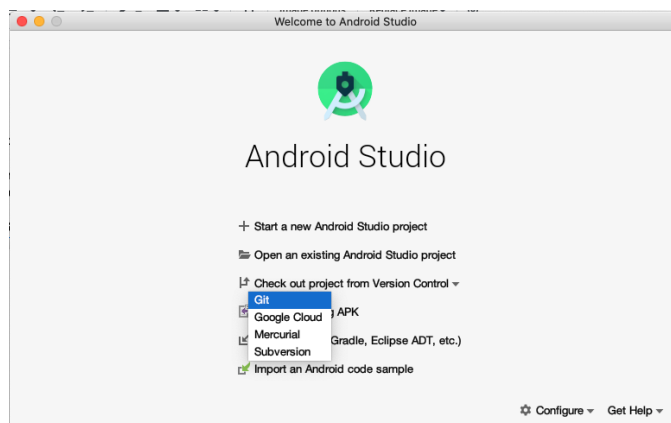 Welcome to Android Studio
Android Studio
Start a new Android Studio project
Open an existing Android Studio project
Check out project from Version Control
Git
Google Cloud
APK
Mercurial
Gradle, Eclipse ADT, etc.)
Subversion
Import an Android code sample
Configure
Get Help